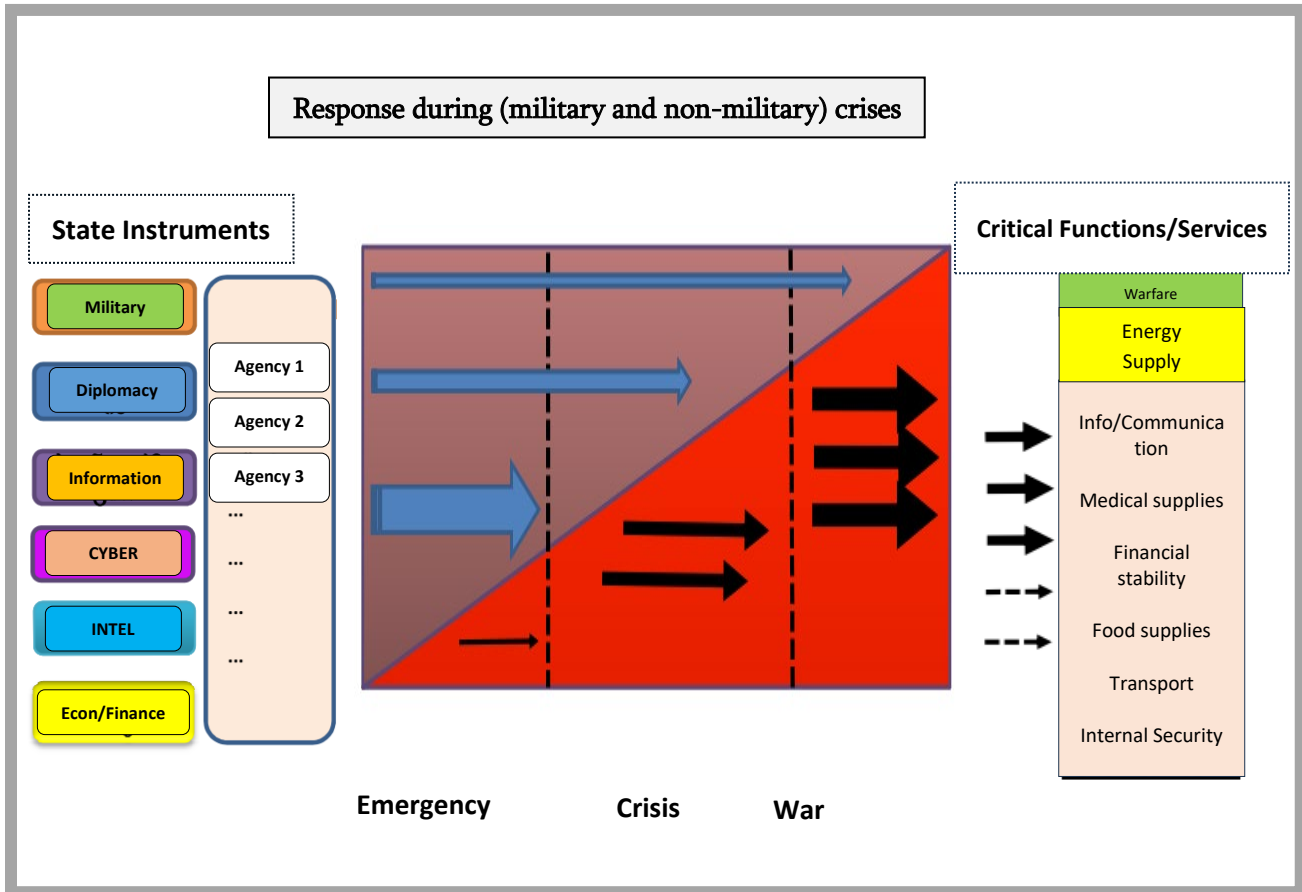 Response during (military and non-military) crises
State Instruments
Critical Functions/Services
Military
Diplomacy
Information
CYBER
INTEL
Econ/Finance
Agency 1
Agency 2
Agency 3
...
...
...
...
Warfare
Energy
Supply
Info/Communica
tion
Medical supplies
Financial
stability
Food supplies
Transport
Internal Security
Emergency
Crisis
War